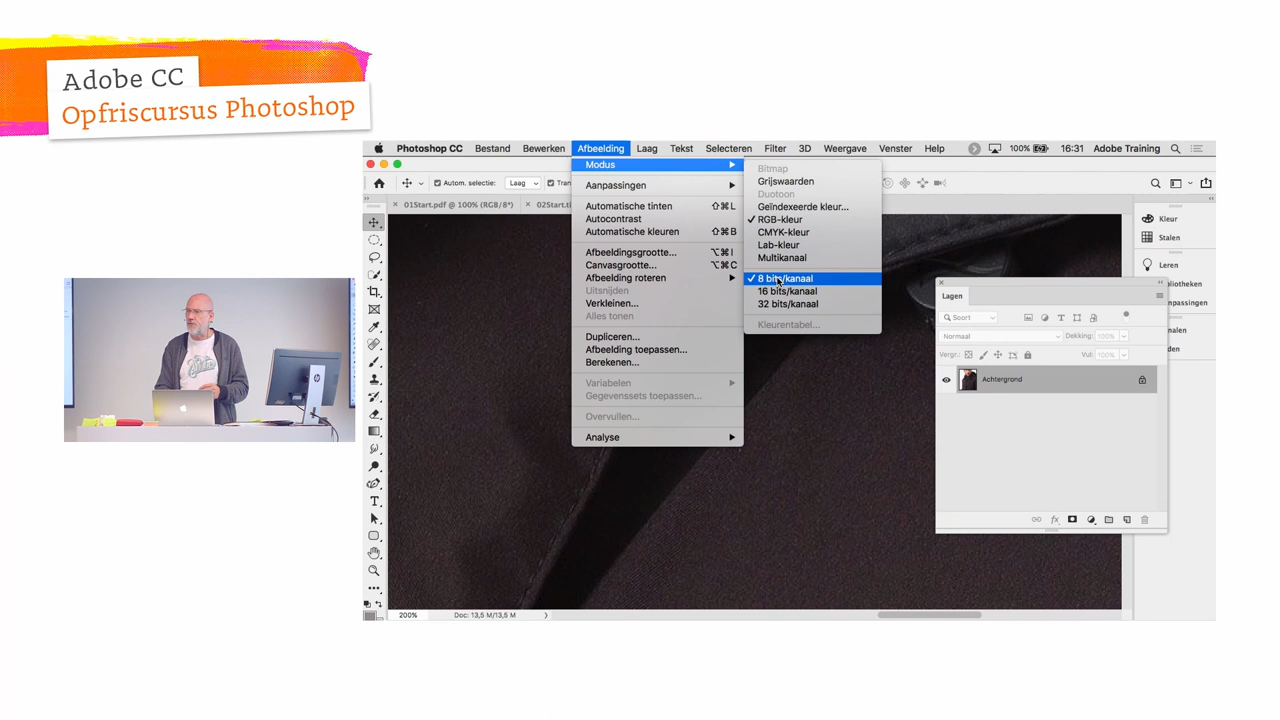 Adobe CC
Opfriscursus Photoshop
Photoshop CC Bestand Bewerken Afbeelding Laag Tekst Selecteren Filter 3D Weergave Venster Help 100% 16:31 Adobe Training
Autom. selectie: Laag
01Start.pdf @ 100% (RGB/8*)
Modus
Aanpassingen
Automatische tinten ⇧⌘L
Autocontrast
Automatische kleuren ⇧⌘B
Afbeeldingsgrootte... ⌥⌘I
Canvasgrootte... ⌥⌘C
Afbeelding roteren
Uitsnijden
Verkleinen...
Alles tonen
Dupliceren...
Afbeelding toepassen...
Berekenen...
Variabelen
Gegevenssets toepassen...
Overvullen...
Analyse
Bitmap
Grijswaarden
Duotoon
Geïndexeerde kleur...
RGB-kleur
CMYK-kleur
Lab-kleur
Multikanaal
8 bits/kanaal
16 bits/kanaal
32 bits/kanaal
Kleurentabel...
Kleur
Stalen
Leren
Lagen
Soort
Normaal Dekking: 100%
Vergr.: Vul: 100%
Achtergrond
200% Doc: 13,5 M/13,5 M